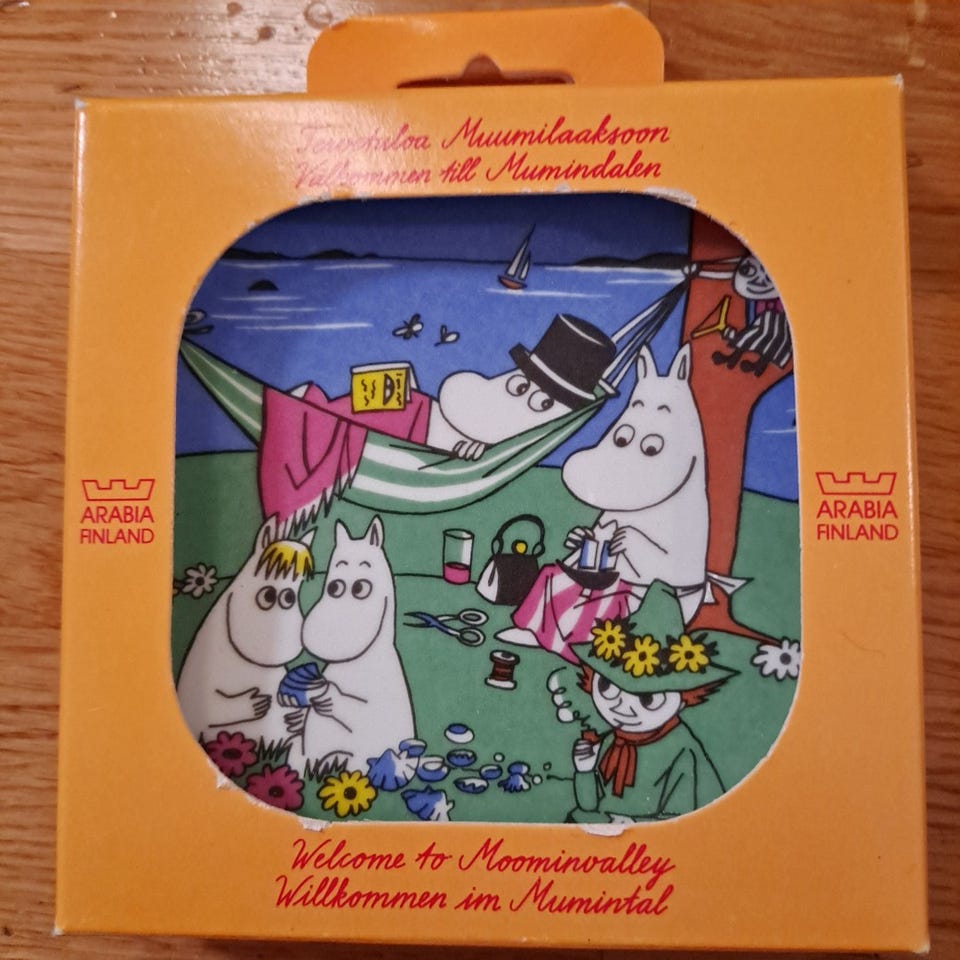 Tervetuloa Muumilaaksoon
Välkommen till Mumindalen
ARABIA
FINLAND
ARABIA
FINLAND
Welcome to Moominvalley
Willkommen im Mumintal